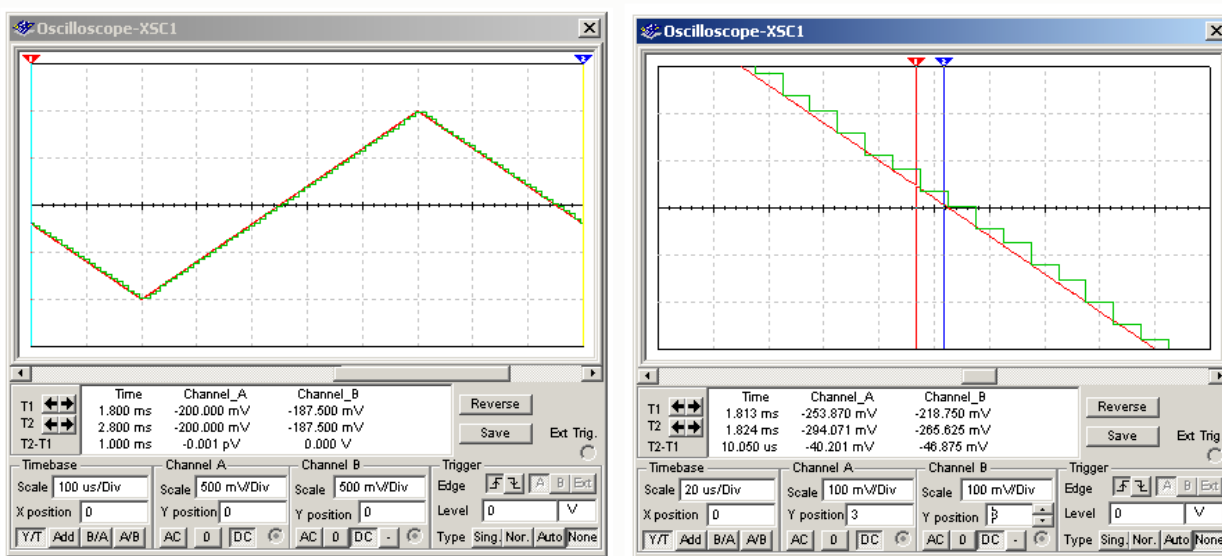 Oscilloscope-XSC1
1 2
T1
T2
T2-T1
Time Channel_A Channel_B
1.800 ms -200.000 mV -187.500 mV
2.800 ms -200.000 mV -187.500 mV
1.000 ms -0.001 pV 0.000 V
Reverse
Save
Ext Trig.
Timebase
Scale 100 us/Div
X position 0
Y/T Add B/A A/B
Channel A
Scale 500 mV/Div
Y position 0
AC 0 DC
Channel B
Scale 500 mV/Div
Y position 0
AC 0 DC -
Trigger
Edge A B Ext
Level 0 V
Type Sing. Nor. Auto None
Oscilloscope-XSC1
1 2
T1
T2
T2-T1
Time Channel_A Channel_B
1.813 ms -253.870 mV -218.750 mV
1.824 ms -294.071 mV -265.625 mV
10.050 us -40.201 mV -46.875 mV
Reverse
Save
Ext Trig
Timebase
Scale 20 us/Div
X position 0
Y/T Add B/A A/B
Channel A
Scale 100 mV/Div
Y position 3
AC 0 DC
Channel B
Scale 100 mV/Div
Y position 3
AC 0 DC -
Trigger
Edge A B Ext
Level 0 V
Type Sing. Nor. Auto None